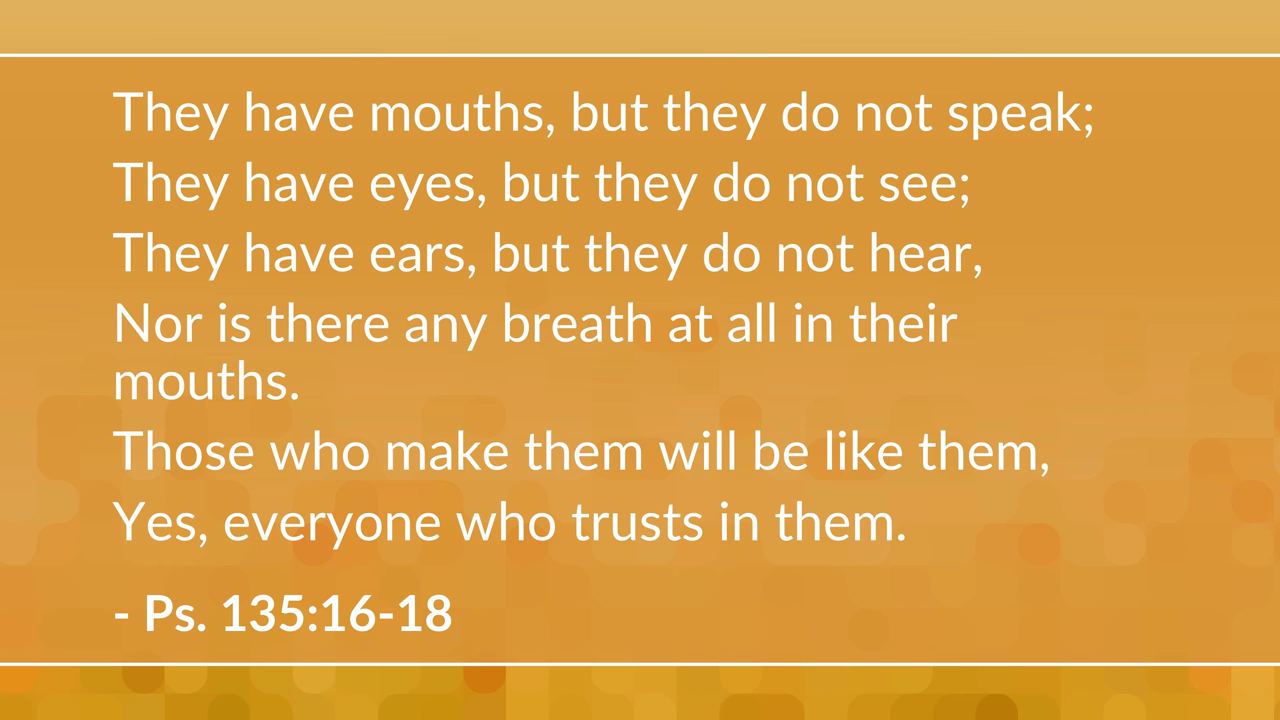 They have mouths, but they do not speak;
They have eyes, but they do not see;
They have ears, but they do not hear,
Nor is there any breath at all in their
mouths.
Those who make them will be like them,
Yes, everyone who trusts in them.
- Ps. 135:16-18